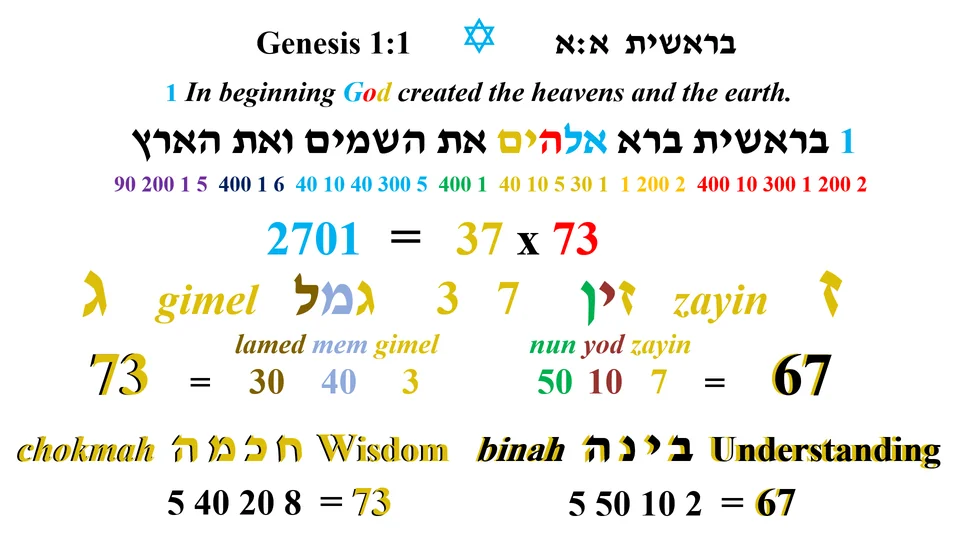 Genesis 1:1 ✡ בראשית א:א
1 In beginning God created the heavens and the earth.
1 בראשית ברא אלהים את השמים ואת הארץ
90 200 1 5 400 1 6 40 10 40 300 5 400 1 40 10 5 30 1 1 200 2 400 10 300 1 200 2
2701 = 37 x 73
ג gimel גמל 3 7 זין zayin ז
lamed mem gimel nun yod zayin
73 = 30 40 3 50 10 7 = 67
chokmah חכמה Wisdom binah בינה Understanding
5 40 20 8 = 73 5 50 10 2 = 67